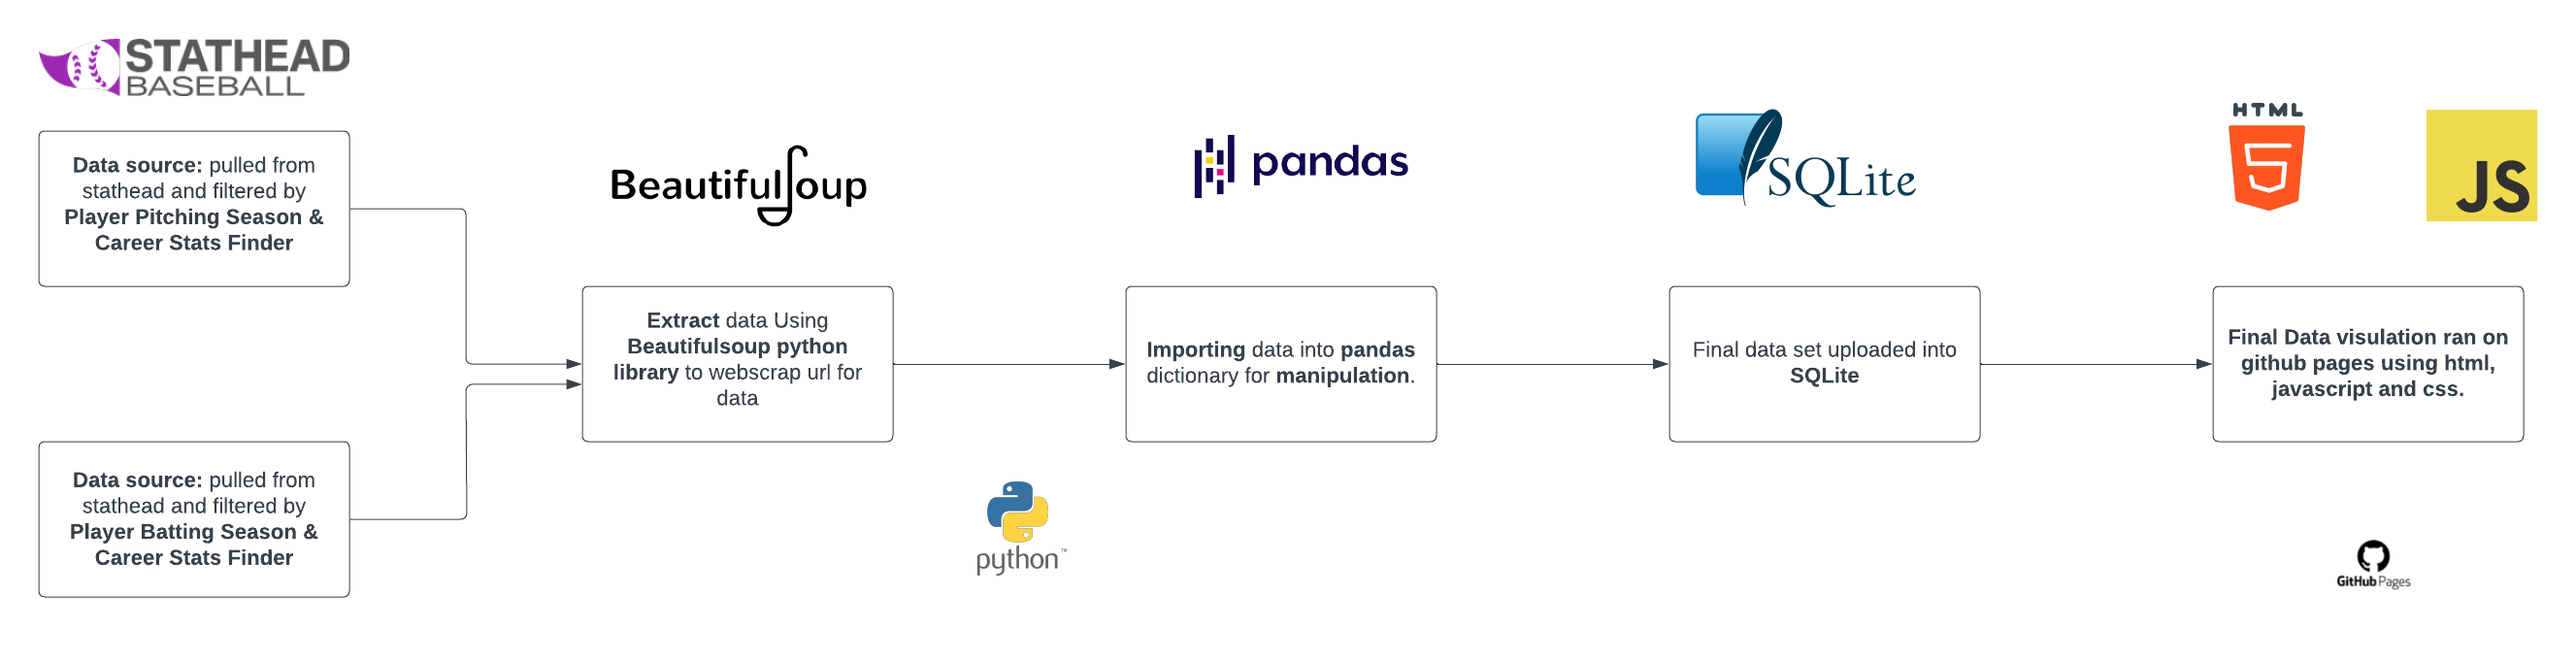 STATHEAD
BASEBALL
Data source: pulled from
stathead and filtered by
Player Pitching Season &
Career Stats Finder
Data source: pulled from
stathead and filtered by
Player Batting Season &
Career Stats Finder
BeautifulSoup
Extract data Using
Beautifulsoup python
library to webscrap url for
data
python™
pandas
Importing data into pandas
dictionary for manipulation.
SQLite
Final data set uploaded into
SQLite
HTML
5
JS
Final Data visulation ran on
github pages using html,
javascript and css.
GitHub Pages